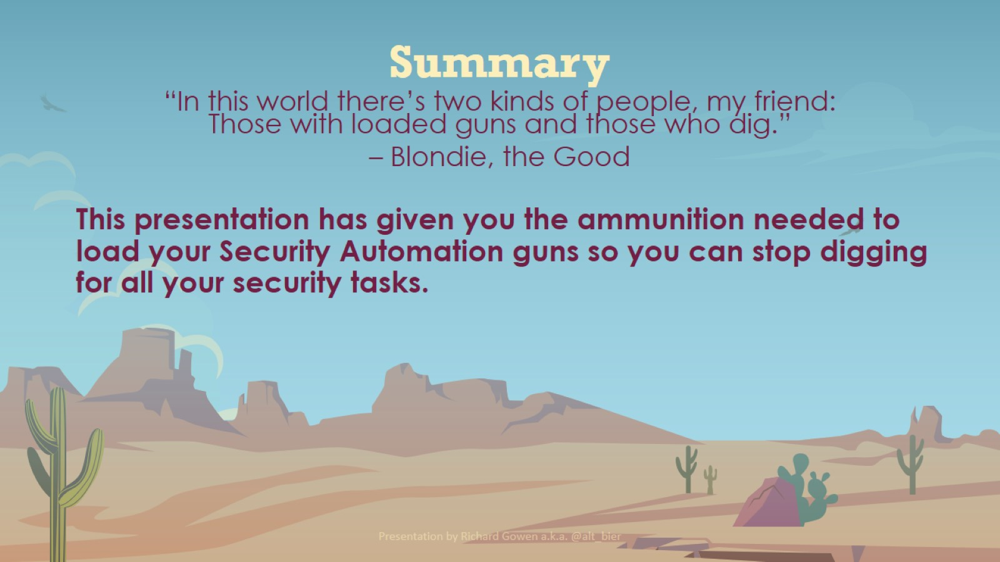 Summary
“In this world there’s two kinds of people, my friend:
Those with loaded guns and those who dig.”
– Blondie, the Good
This presentation has given you the ammunition needed to
load your Security Automation guns so you can stop digging
for all your security tasks.
Presentation by Richard Gowen a.k.a. @alt_bier